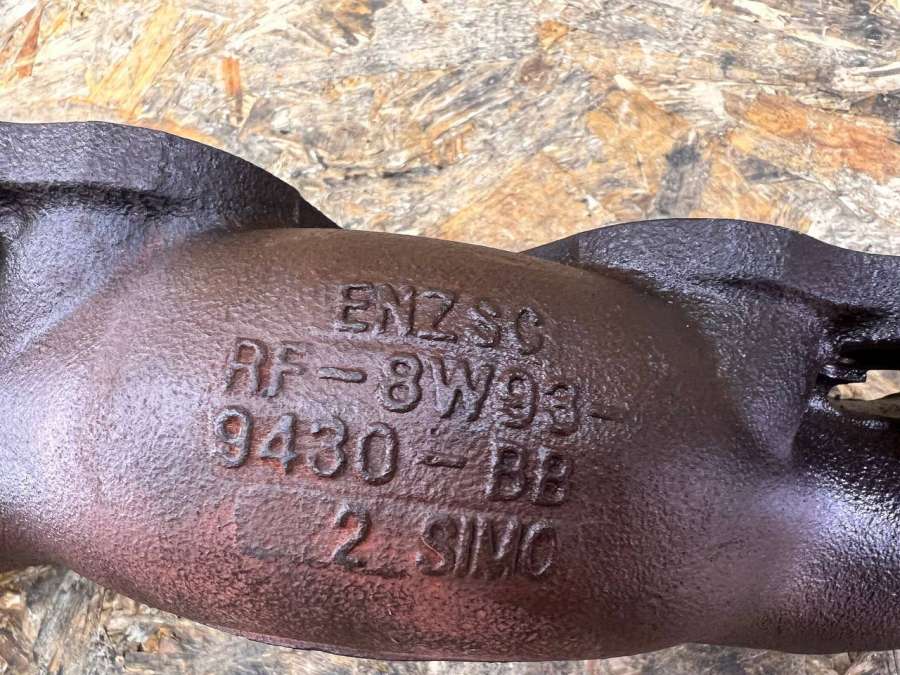 ENZSC
RF-8W93-
9430-BB
2 SIMO